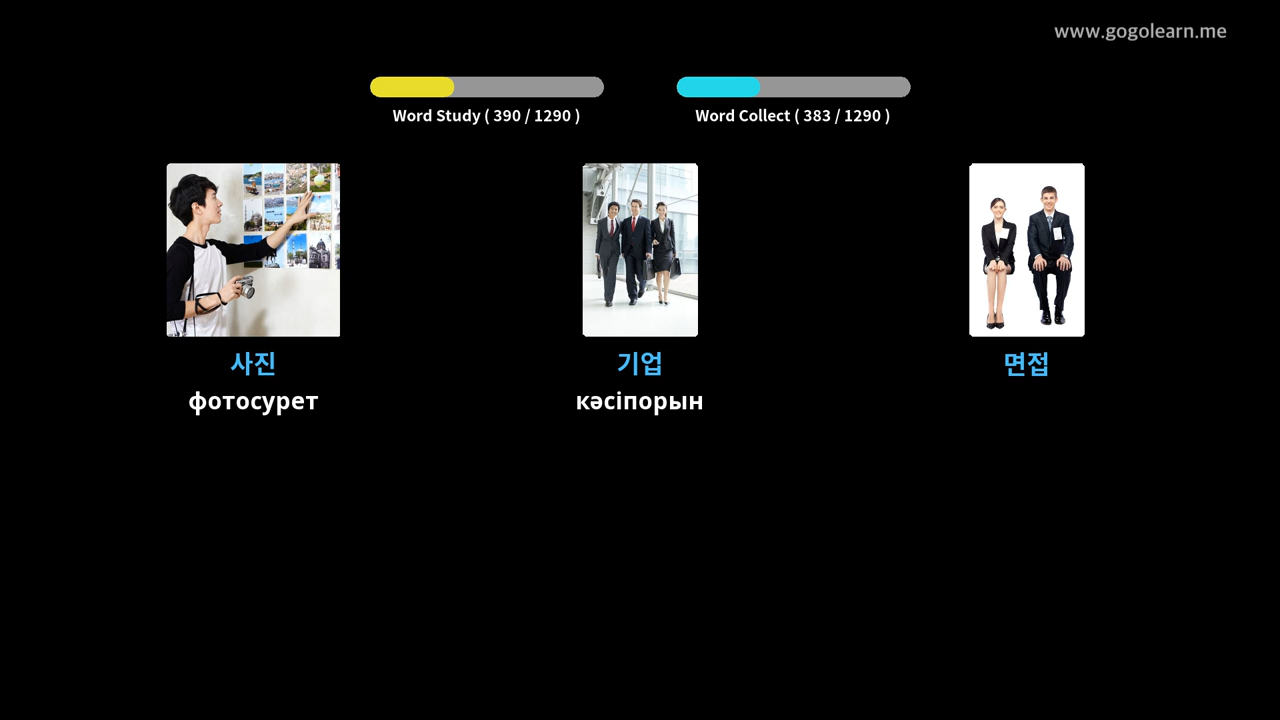 www.gogolearn.me
Word Study ( 390 / 1290 )
Word Collect ( 383 / 1290 )
사진
фотосурет
기업
кәсіпорын
면접